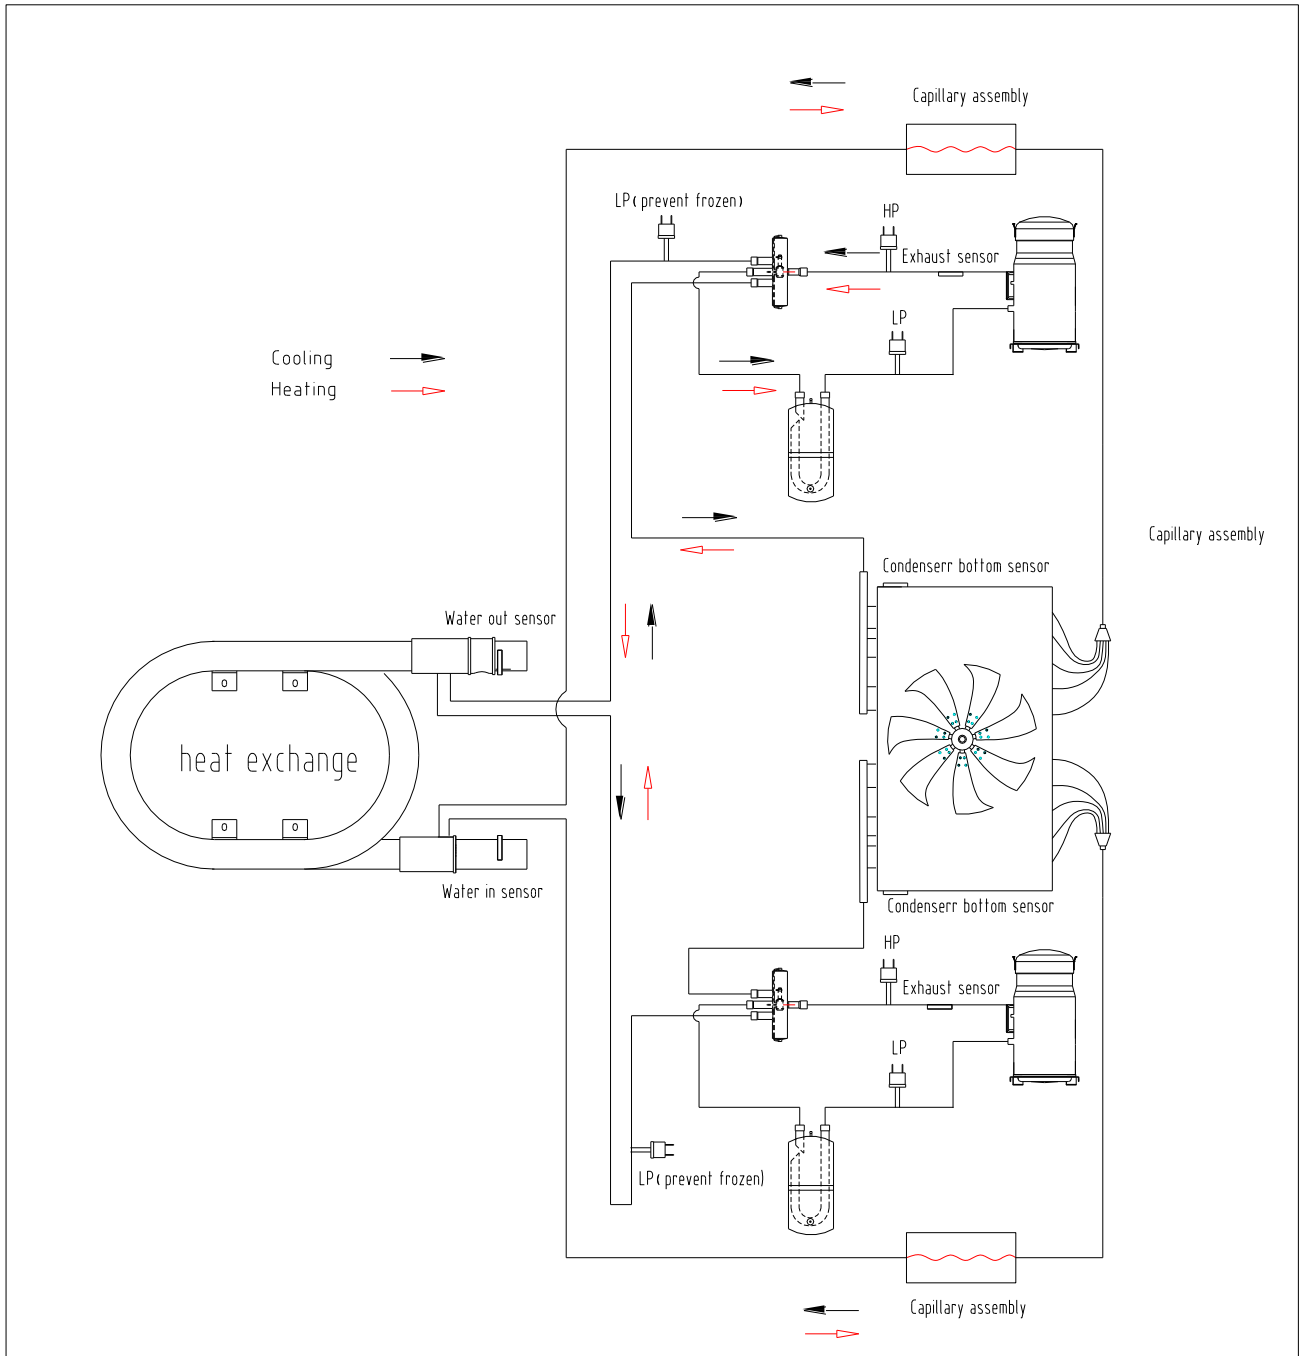 Capillary assembly
LP(prevent frozen)
HP
Exhaust sensor
LP
Cooling
Heating
Capillary assembly
Condenserr bottom sensor
Water out sensor
heat exchange
Water in sensor
Condenserr bottom sensor
HP
Exhaust sensor
LP
LP(prevent frozen)
Capillary assembly